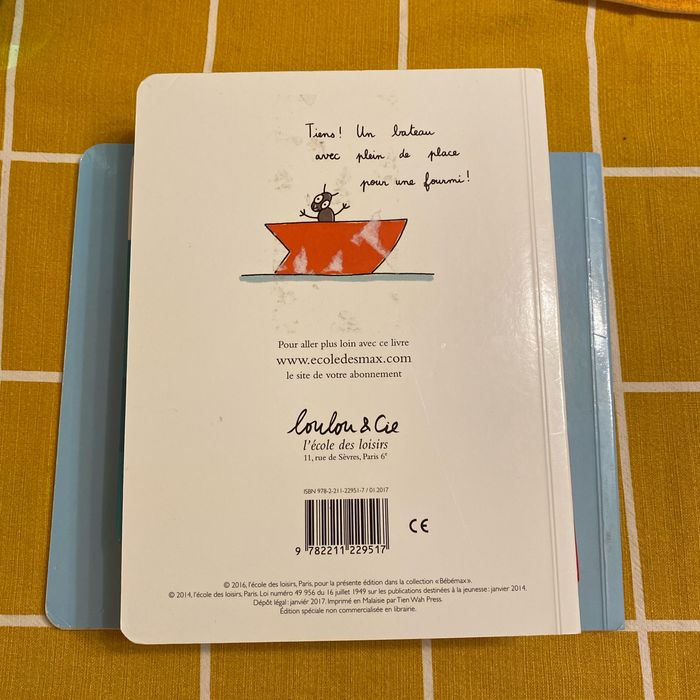 Tiens! Un bateau
avec plein de place
pour une fourmi!
Pour aller plus loin avec ce livre
www.ecoledesmax.com
le site de votre abonnement
loulou & Cie
l'école des loisirs
11, rue de Sèvres, Paris 6e
ISBN 978-2-211-22951-7 / 01.2017
9 782211 229517
CE
© 2016, l'école des loisirs, Paris, pour la présente édition dans la collection « Bébémax ».
© 2014, l'école des loisirs, Paris. Loi numéro 49 956 du 16 juillet 1949 sur les publications destinées à la jeunesse : janvier 2014.
Dépôt légal : janvier 2017. Imprimé en Malaisie par Tien Wah Press.
Édition spéciale non commercialisée en librairie.